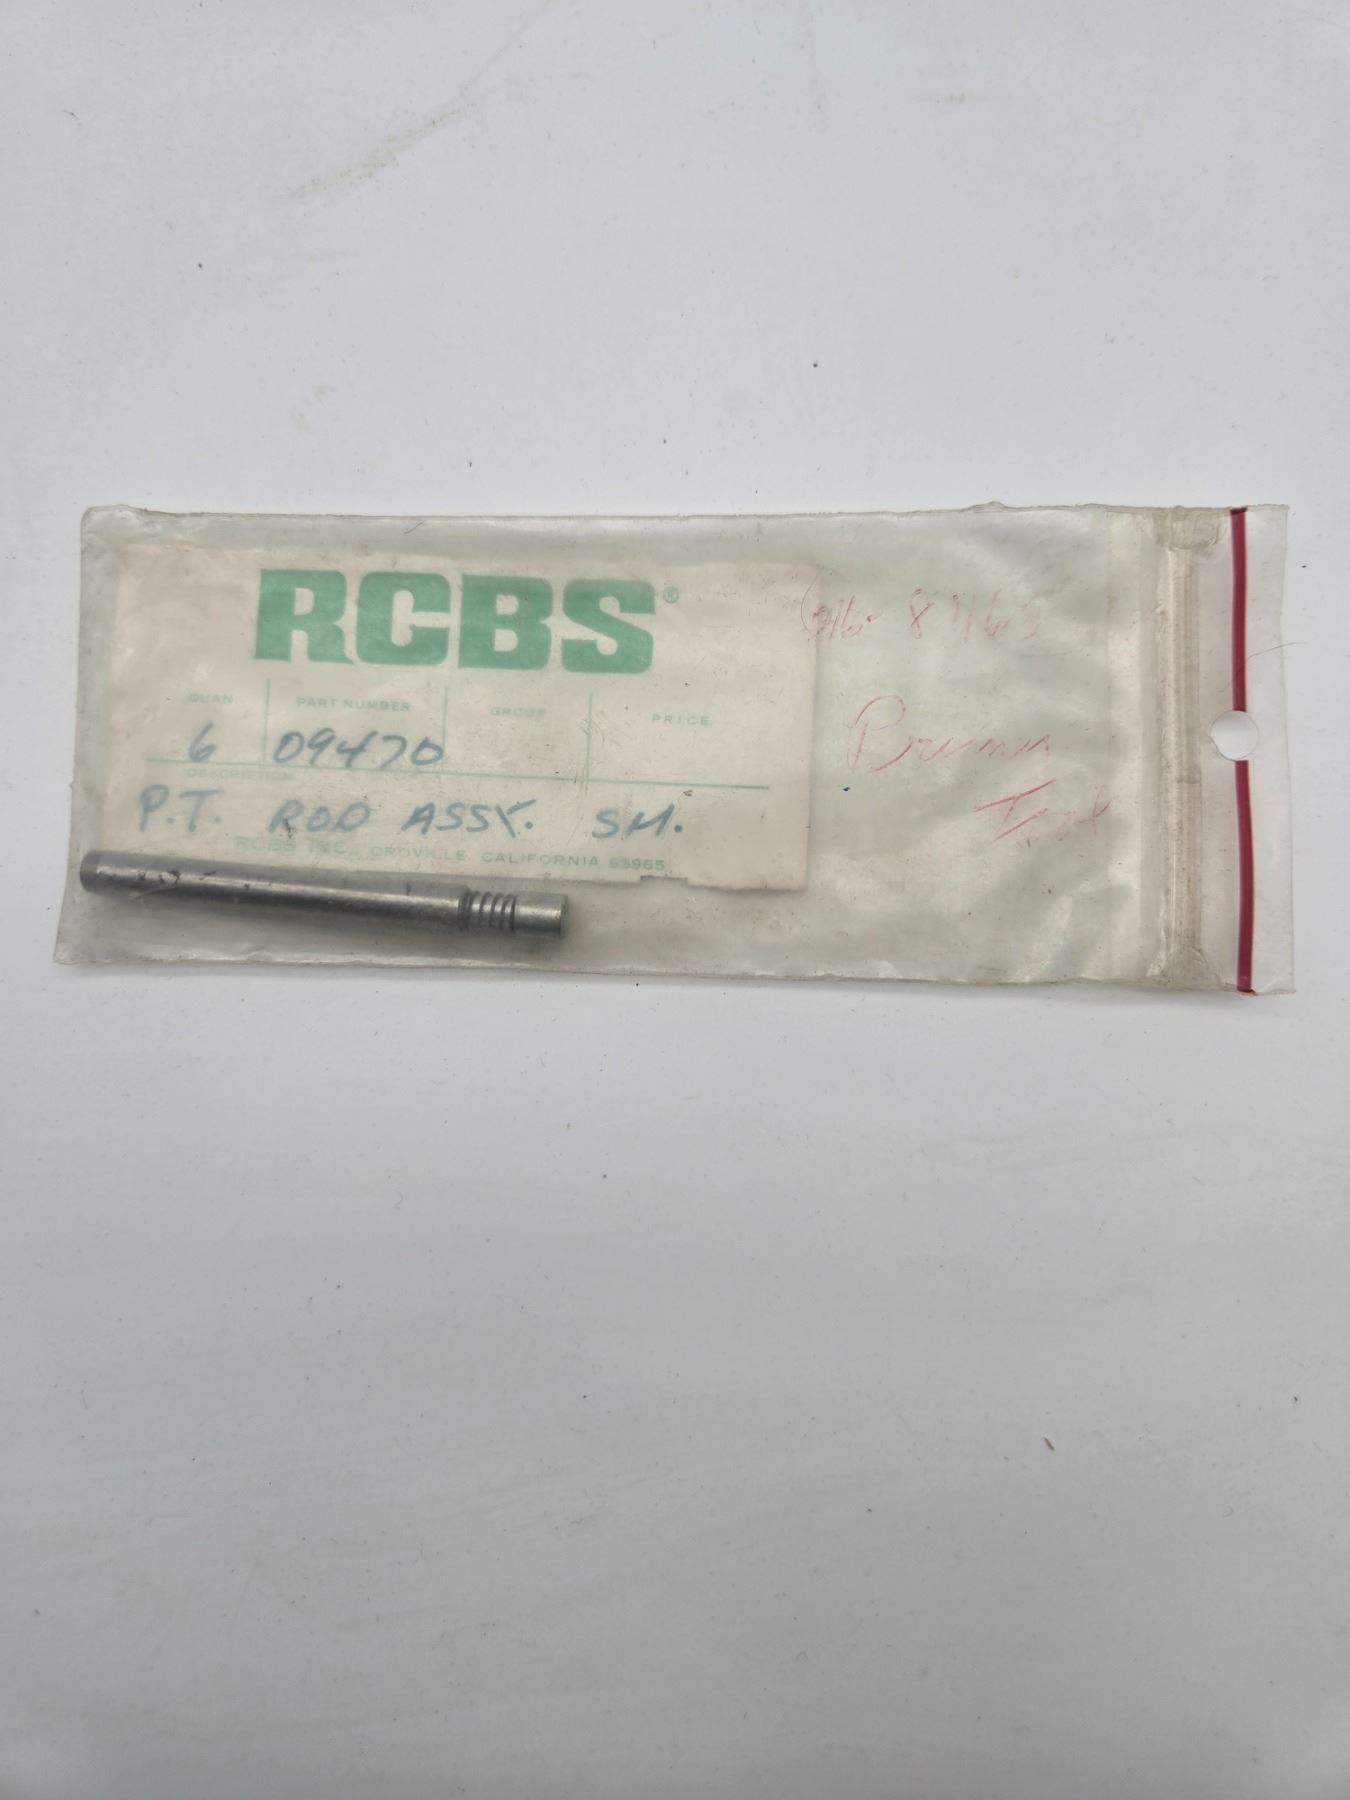 RCBS®
QUAN. PART NUMBER GROUP PRICE
6 09470
DESCRIPTION
P.T. ROD ASSY. SM.
RCBS INC., OROVILLE, CALIFORNIA 95965